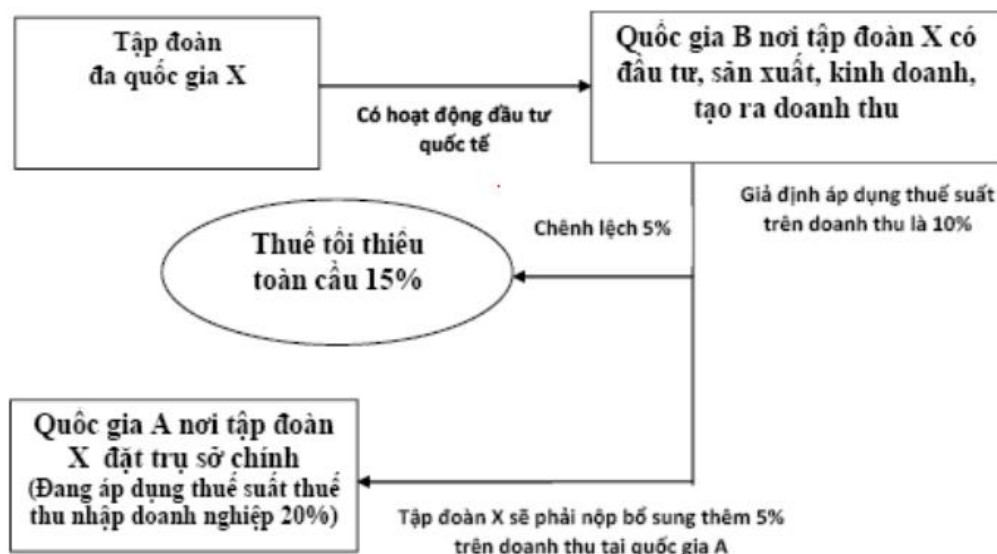 Tập đoàn
đa quốc gia X
Có hoạt động đầu tư
quốc tế
Quốc gia B nơi tập đoàn X có
đầu tư, sản xuất, kinh doanh,
tạo ra doanh thu
Giả định áp dụng thuế suất
trên doanh thu là 10%
Chênh lệch 5%
Thuế tối thiểu
toàn cầu 15%
Quốc gia A nơi tập đoàn
X đặt trụ sở chính
(Đang áp dụng thuế suất thuế
thu nhập doanh nghiệp 20%)
Tập đoàn X sẽ phải nộp bổ sung thêm 5%
trên doanh thu tại quốc gia A